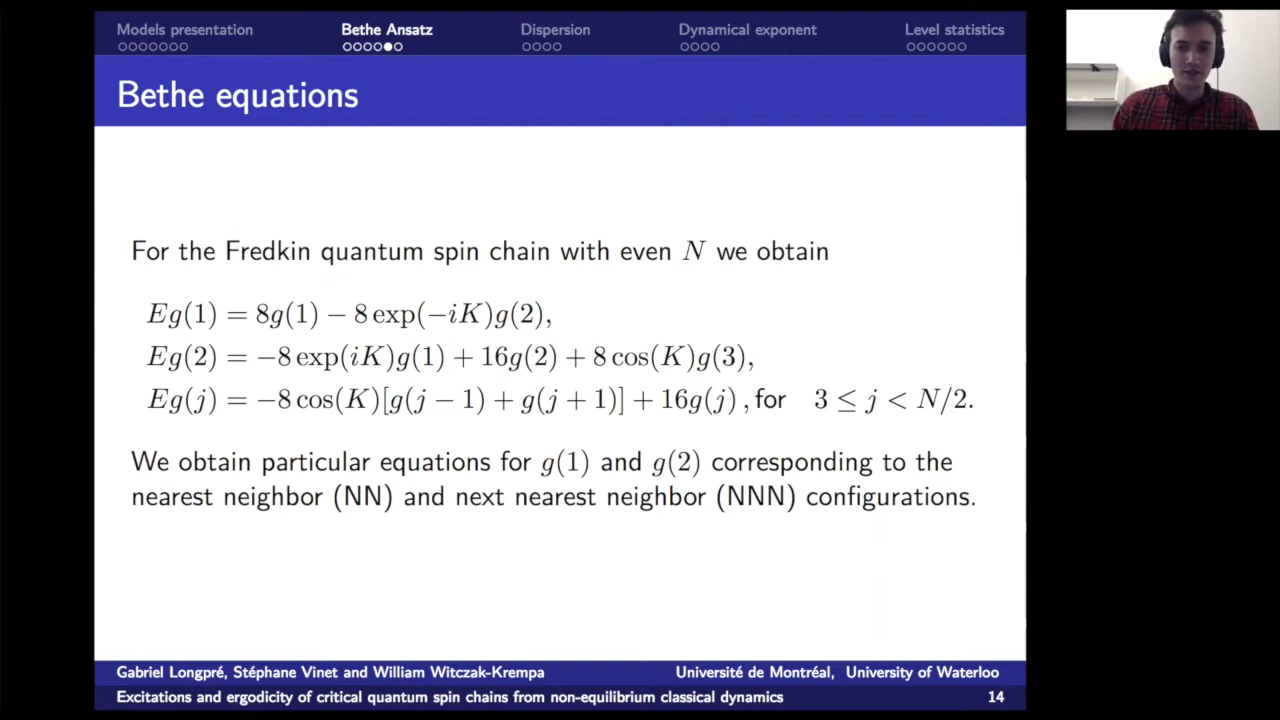 Models presentation
Bethe Ansatz
Dispersion
Dynamical exponent
Level statistics
Bethe equations
For the Fredkin quantum spin chain with even N we obtain
Eg(1) = 8g(1) − 8 exp(−iK)g(2),
Eg(2) = −8 exp(iK)g(1) + 16g(2) + 8 cos(K)g(3),
Eg(j) = −8 cos(K)[g(j − 1) + g(j + 1)] + 16g(j) , for 3 ≤ j < N/2.
We obtain particular equations for g(1) and g(2) corresponding to the
nearest neighbor (NN) and next nearest neighbor (NNN) configurations.
Gabriel Longpré, Stéphane Vinet and William Witczak-Krempa
Université de Montréal, University of Waterloo
Excitations and ergodicity of critical quantum spin chains from non-equilibrium classical dynamics
14